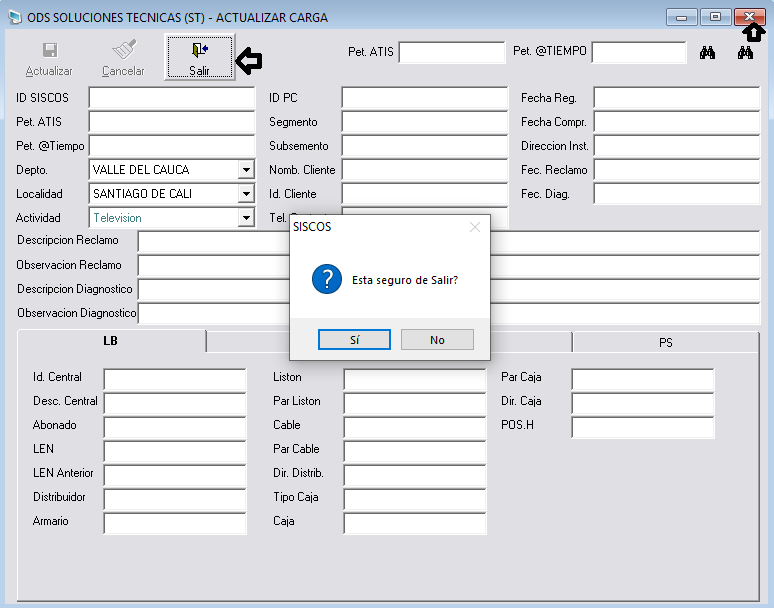 ODS SOLUCIONES TECNICAS (ST) - ACTUALIZAR CARGA
Actualizar Cancelar Salir Pet. ATIS Pet. @TIEMPO
ID SISCOS ID PC Fecha Reg.
Pet. ATIS Segmento Fecha Compr.
Pet. @Tiempo Subsemento Direccion Inst.
Depto. VALLE DEL CAUCA Nomb. Cliente Fec. Reclamo
Localidad SANTIAGO DE CALI Id. Cliente Fec. Diag.
Actividad Television Tel.
SISCOS
Descripcion Reclamo
Observacion Reclamo
Descripcion Diagnostico
Observacion Diagnostico
Esta seguro de Salir?
Sí No
LB PS
Id. Central Liston Par Caja
Desc. Central Par Liston Dir. Caja
Abonado Cable POS.H
LEN Par Cable
LEN Anterior Dir. Distrib.
Distribuidor Tipo Caja
Armario Caja